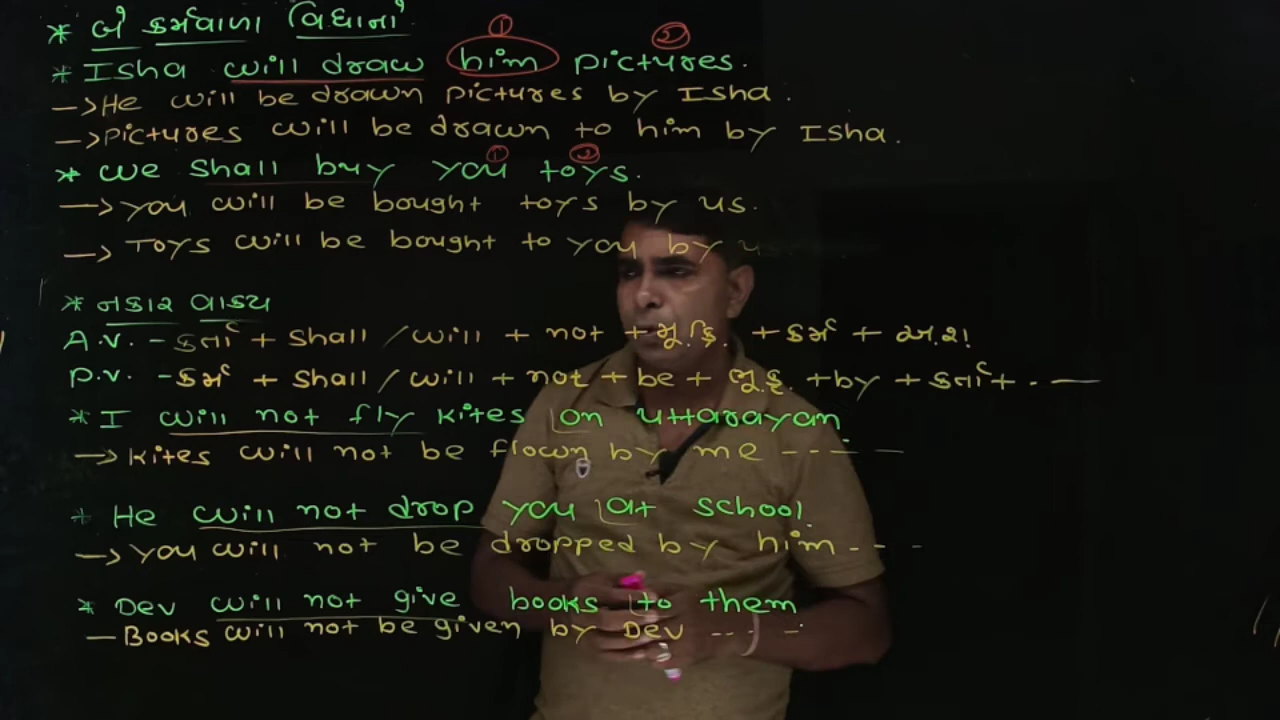 * બે કર્મવાળા વિધાનો
① ②
* Isha will draw him pictures.
→ He will be drawn pictures by Isha.
→ Pictures will be drawn to him by Isha.
① ②
* We shall buy you toys.
→ You will be bought toys by us.
→ Toys will be bought to you by us
* નકાર વાક્ય
A.V. - કર્તા + shall / will + not + મૂ.ક્રિ. + કર્મ + અ.શ.
P.V. - કર્મ + shall / will + not + be + ભૂ.કૃ. + by + કર્તા + . —
* I will not fly kites on uttarayan
→ Kites will not be flown by me - - - -
* He will not drop you at school.
→ You will not be dropped by him - - -
* Dev will not give books to them
- Books will not be given by Dev - - - -